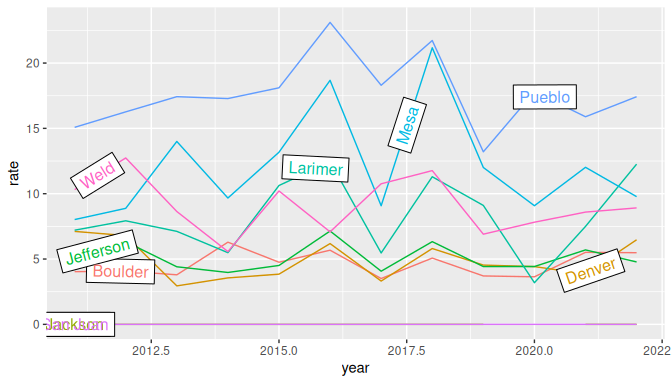 20
15
10
5
0
rate
Pueblo
Mesa
Larimer
Weld
Jefferson
Boulder
Denver
2012.5
2015.0
2017.5
2020.0
2022
year